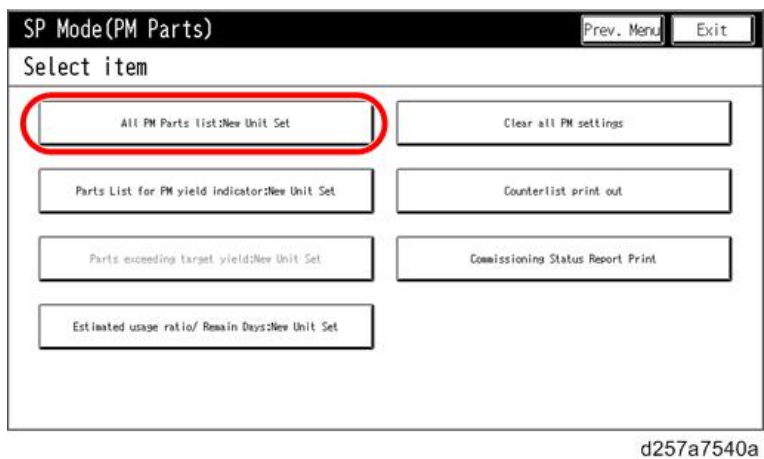 SP Mode(PM Parts)
Prev. Menu
Exit
Select item
All PM Parts list:New Unit Set
Clear all PM settings
Parts List for PM yield indicator:New Unit Set
Counterlist print out
Parts exceeding target yield:New Unit Set
Commissioning Status Report Print
Estimated usage ratio/ Remain Days:New Unit Set
d257a7540a